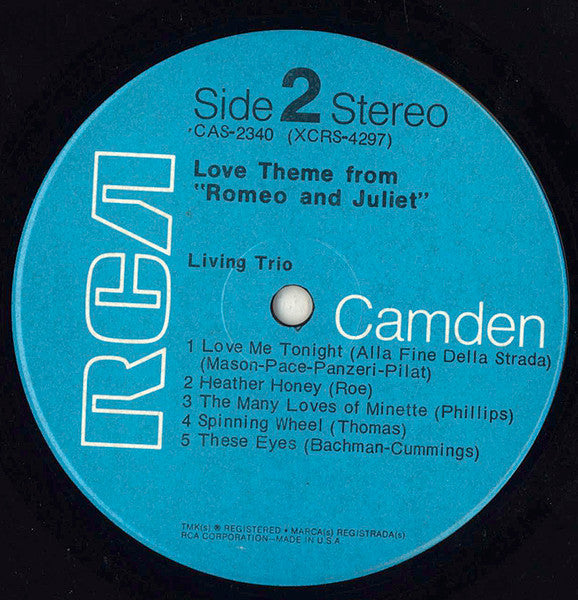 Side 2 Stereo
CAS-2340 (XCRS-4297)
Love Theme from
"Romeo and Juliet"
Living Trio
RCA
Camden
1 Love Me Tonight (Alla Fine Della Strada)
(Mason-Pace-Panzeri-Pilat)
2 Heather Honey (Roe)
3 The Many Loves of Minette (Phillips)
4 Spinning Wheel (Thomas)
5 These Eyes (Bachman-Cummings)
TMK(s) ® REGISTERED • MARCA(s) REGISTRADA(s)
RCA CORPORATION—MADE IN U.S.A.